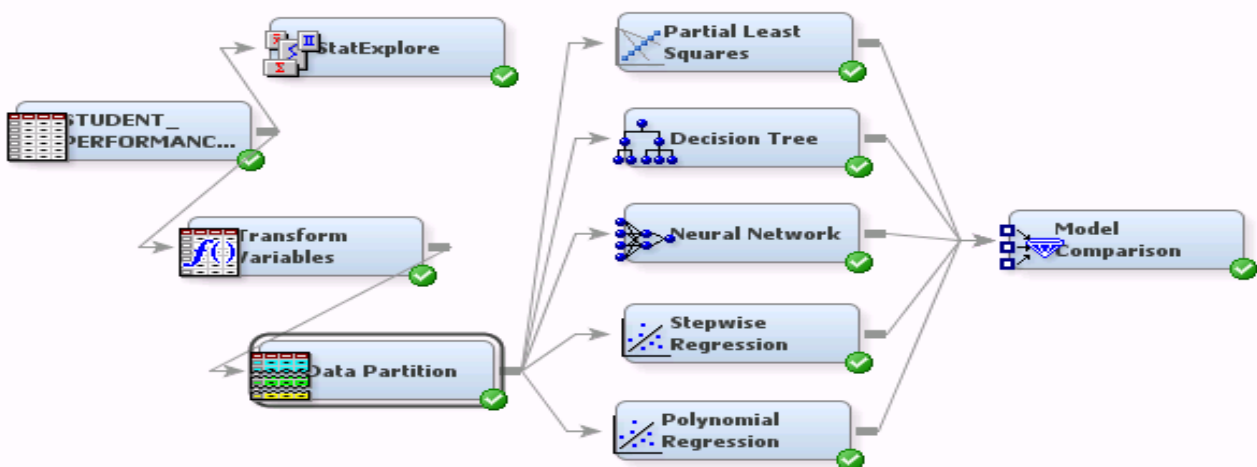 StatExplore
STUDENT_
PERFORMANC...
Transform
Variables
Data Partition
Partial Least
Squares
Decision Tree
Neural Network
Stepwise
Regression
Polynomial
Regression
Model
Comparison